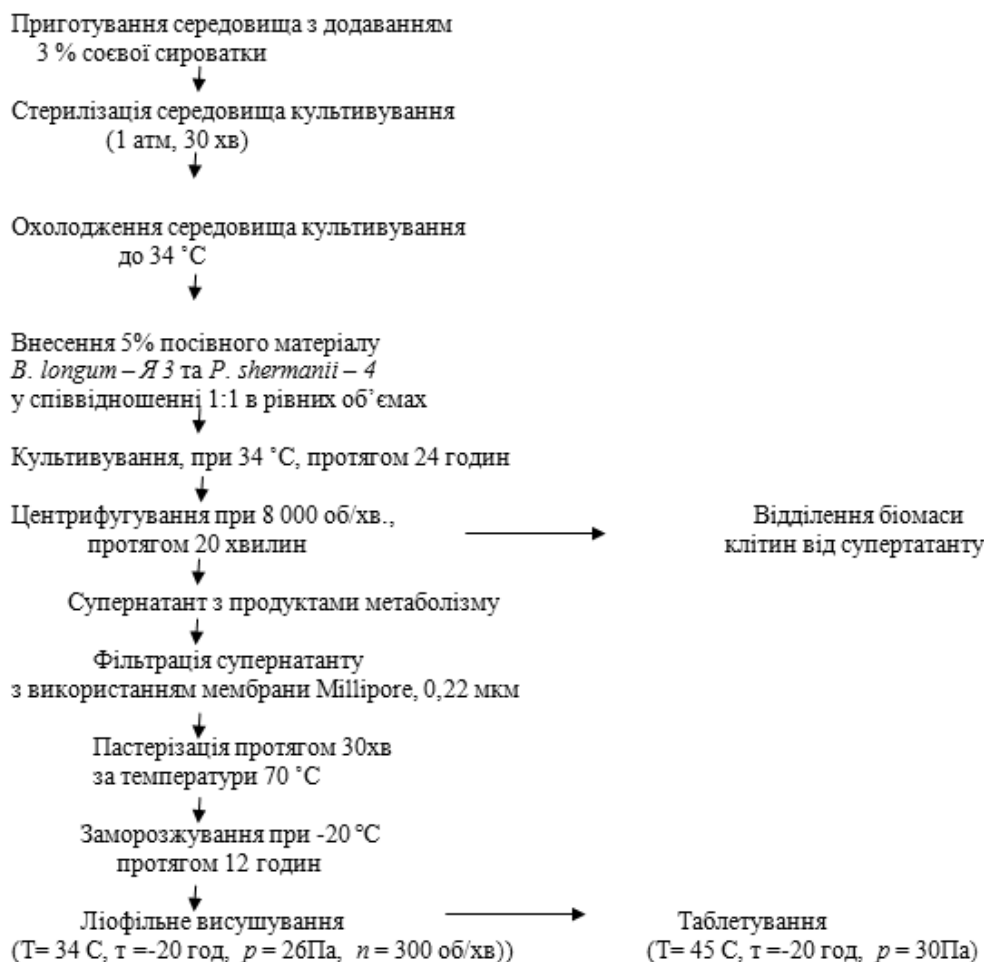 Приготування середовища з додаванням
3 % соєвої сироватки
Стерилізація середовища культивування
(1 атм, 30 хв)
Охолодження середовища культивування
до 34 ˚С
Внесення 5% посівного матеріалу
B. longum – Я 3 та P. shermanii – 4
у співвідношенні 1:1 в рівних об’ємах
Культивування, при 34 ˚С, протягом 24 годин
Центрифугування при 8 000 об/хв.,
протягом 20 хвилин
Відділення біомаси
клітин від супертатанту
Супернатант з продуктами метаболізму
Фільтрація супернатанту
з використанням мембрани Millipore, 0,22 мкм
Пастерізація протягом 30хв
за температури 70 ˚С
Заморозжування при -20 °С
протягом 12 годин
Ліофільне висушування
(Т= 34 С, τ =-20 год, p = 26Па, n = 300 об/хв))
Таблетування
(Т= 45 С, τ =-20 год, p = 30Па)